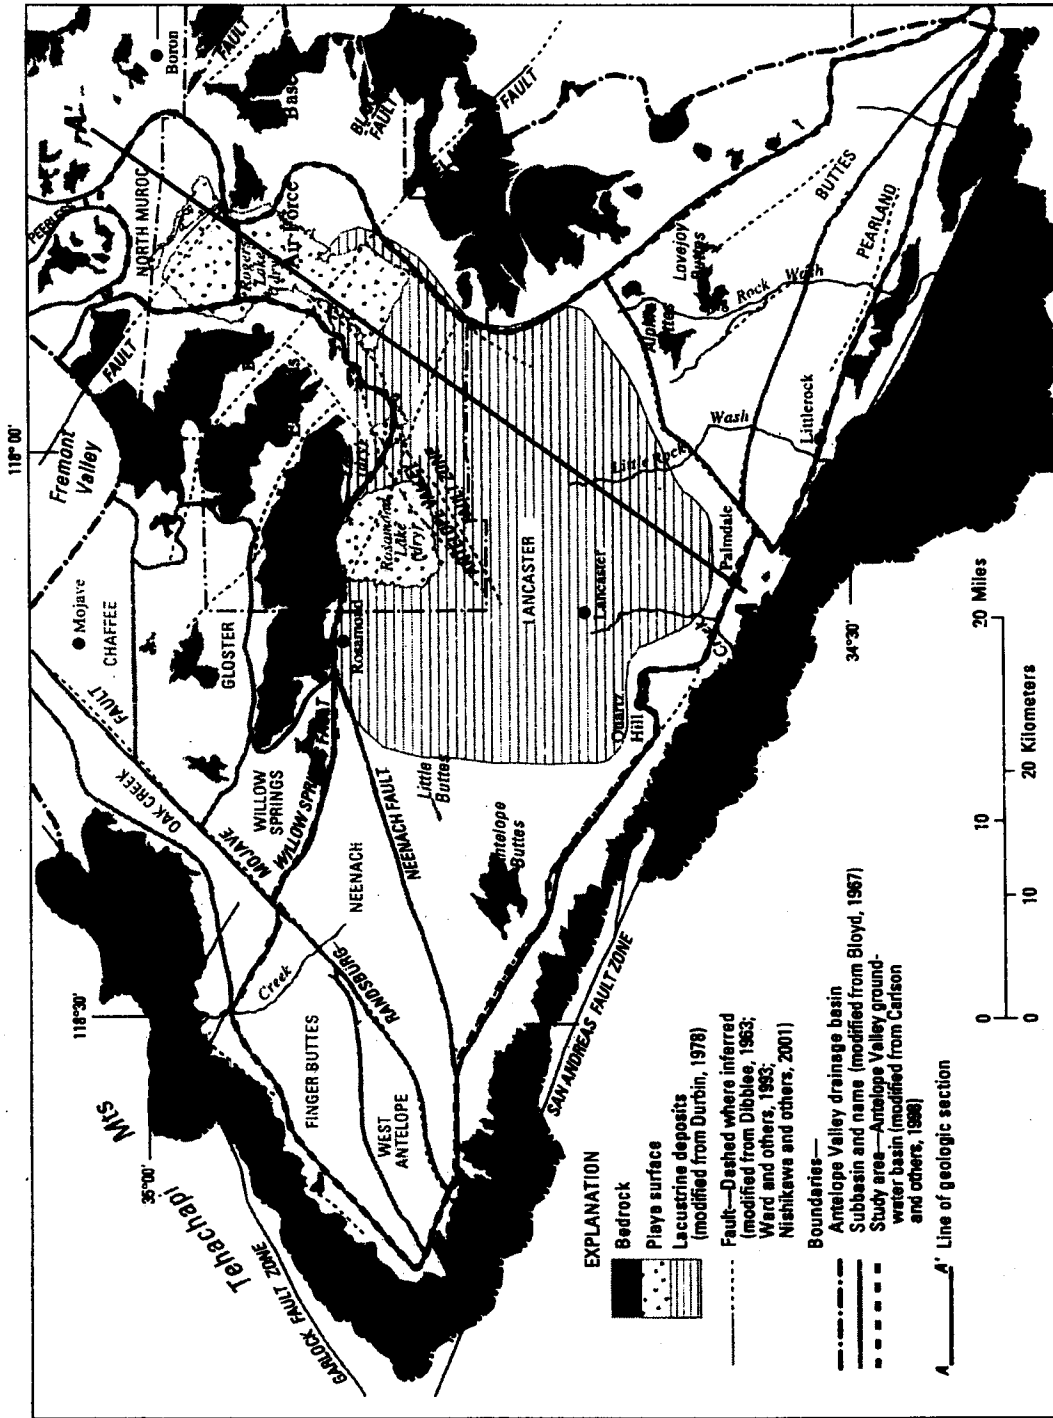 118° 00'
118° 30'
35° 00'
34° 30'
Tehachapi
Mts
GARLOCK FAULT ZONE
Fremont
Valley
Mojave
CHAFFEE
OAK CREEK
FAULT
MOJAVE
GLOSTER
WILLOW
SPRINGS
WILLOW SPRINGS FAULT
Creek
FINGER BUTTES
WEST
ANTELOPE
RANDSBURG
NEENACH
NEENACH FAULT
Little
Buttes
Antelope
Buttes
SAN ANDREAS FAULT ZONE
Rosamond
Rosamond
Lake
(dry)
ANTELOPE VALLEY
FAULT ZONE
LANCASTER
Lancaster
Quartz
Hill
Palmdale
A
Little Rock
Wash
Littlerock
Alpine
Buttes
Lovejoy
Buttes
Rock
Wash
BUTTES
PEARLAND
PEERLESS
NORTH MUROC
FAULT
Rogers
Lake
(dry)
Air Force
Base
Boron
FAULT
FAULT
FAULT
A'
EXPLANATION
Bedrock
Playa surface
Lacustrine deposits
(modified from Durbin, 1978)
Fault—Dashed where inferred
(modified from Dibblee, 1963;
Ward and others, 1993;
Nishikawa and others, 2001)
Boundaries—
Antelope Valley drainage basin
Subbasin and name (modified from Bloyd, 1967)
Study area—Antelope Valley ground-
water basin (modified from Carlson
and others, 1998)
A A' Line of geologic section
0 10 20 Miles
0 10 20 Kilometers